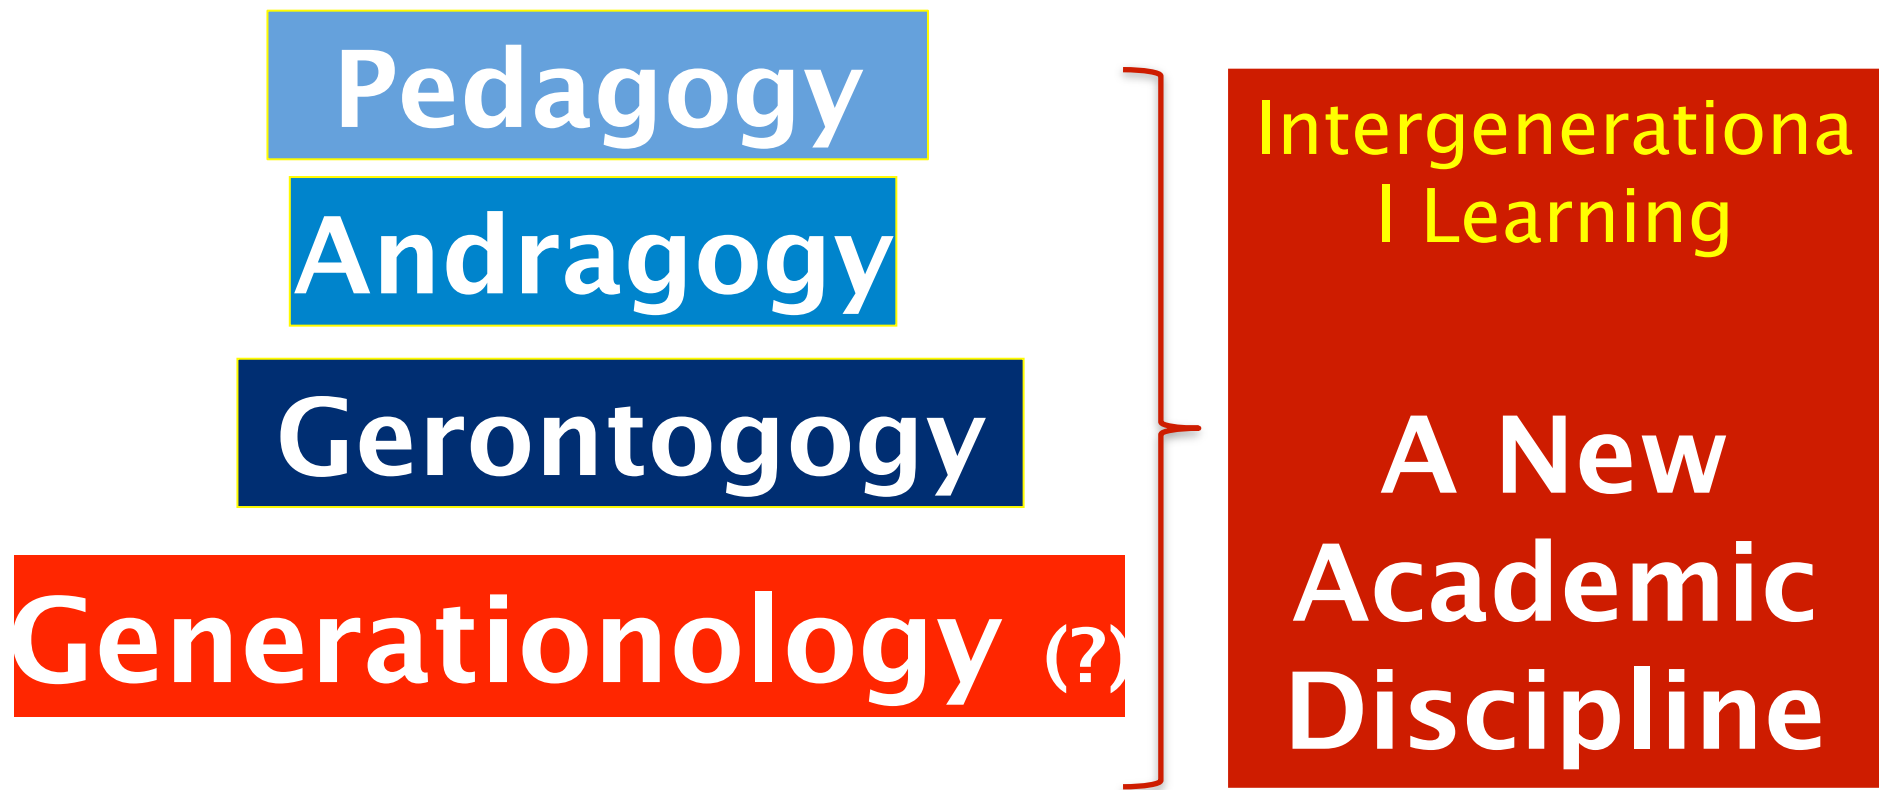 Pedagogy
Andragogy
Gerontogogy
Generationology (?)
Intergenerationa
l Learning
A New
Academic
Discipline